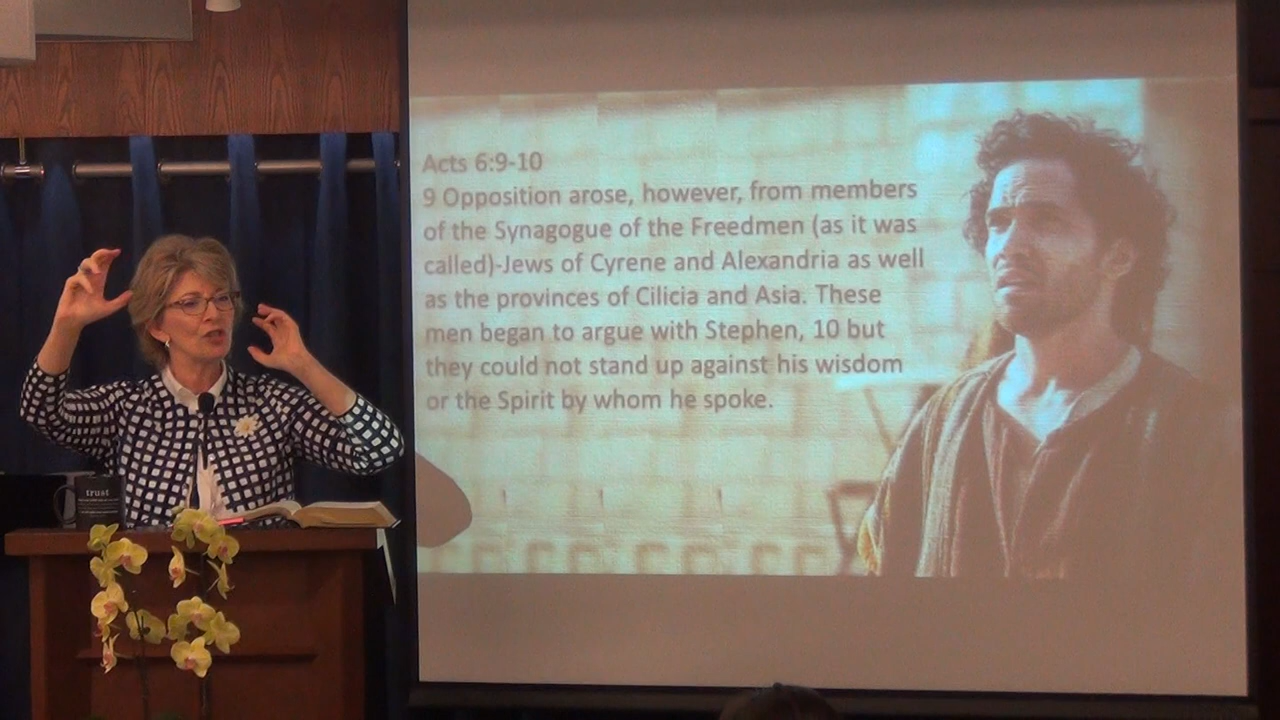 Acts 6:9-10
9 Opposition arose, however, from members
of the Synagogue of the Freedmen (as it was
called)-Jews of Cyrene and Alexandria as well
as the provinces of Cilicia and Asia. These
men began to argue with Stephen, 10 but
they could not stand up against his wisdom
or the Spirit by whom he spoke.
trust